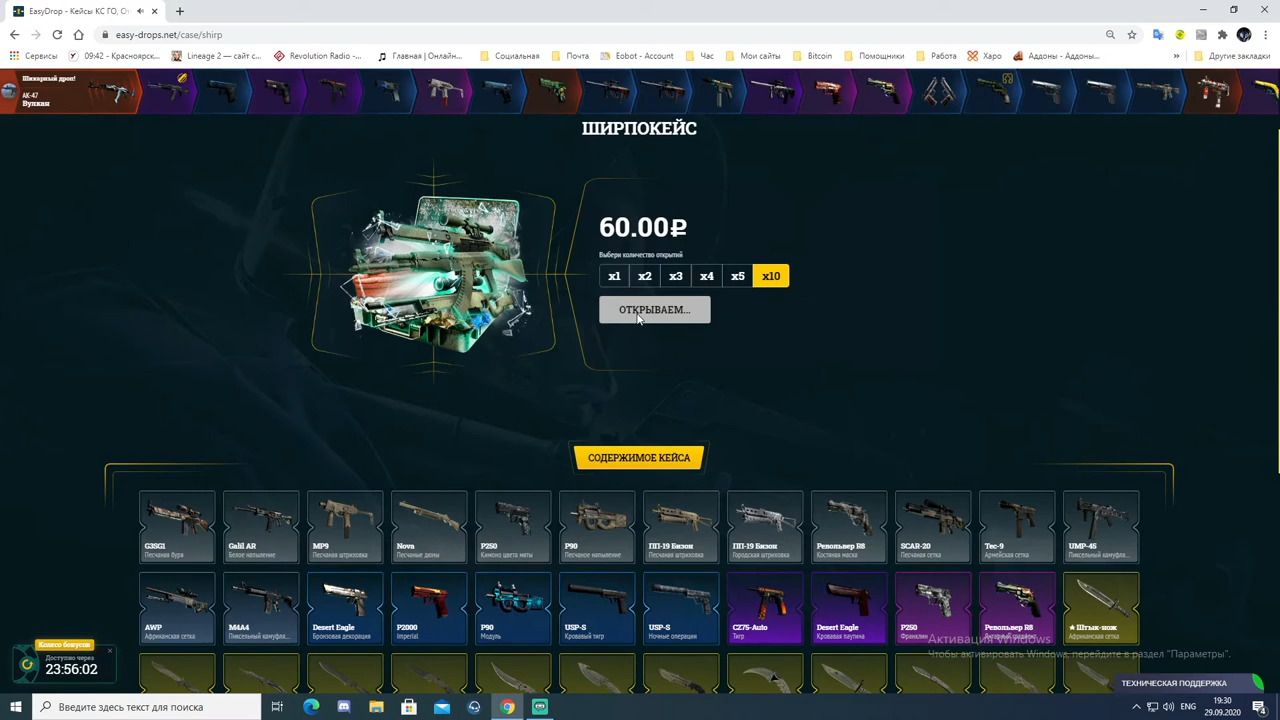 EasyDrop - Кейсы КС ГО, О
easy-drops.net/case/shirp
Сервисы
09:42 - Красноярск...
Lineage 2 — сайт с...
Revolution Radio –...
Главная | Онлайн...
Социальная
Почта
Eobot - Account
Час
Мои сайты
Bitcoin
Помощники
Работа
Харо
Аддоны — Аддоны...
»
Другие закладки
Шикарный дроп!
AK-47
Вулкан
ШИРПОКЕЙС
60.00₽
Выбери количество открытий
x1 x2 x3 x4 x5 x10
ОТКРЫВАЕМ...
СОДЕРЖИМОЕ КЕЙСА
G3SG1
Песчаная буря
Galil AR
Белое напыление
MP9
Песчаная штриховка
Nova
Песчаные дюны
P250
Камоно цвета мяты
P90
Песчаное напыление
ПП-19 Бизон
Песчаная штриховка
ПП-19 Бизон
Городская штриховка
Револьвер R8
Костяная маска
SCAR-20
Песчаная сетка
Tec-9
Армейская сетка
UMP-45
Пиксельный камуфля...
AWP
Африканская сетка
M4A4
Пиксельный камуфля...
Desert Eagle
Бронзовая декорация
P2000
Imperial
P90
Модуль
USP-S
Кровавый тигр
USP-S
Ночные операции
CZ75-Auto
Тигр
Desert Eagle
Кровавая паутина
P250
Франклин
Револьвер R8
Янтарный градиент
★ Штык-нож
Африканская сетка
Колесо бонусов
Доступно через
23:56:02
Активация Windows
Чтобы активировать Windows, перейдите в раздел "Параметры".
ТЕХНИЧЕСКАЯ ПОДДЕРЖКА
Введите здесь текст для поиска
ENG
19:30
29.09.2020
4